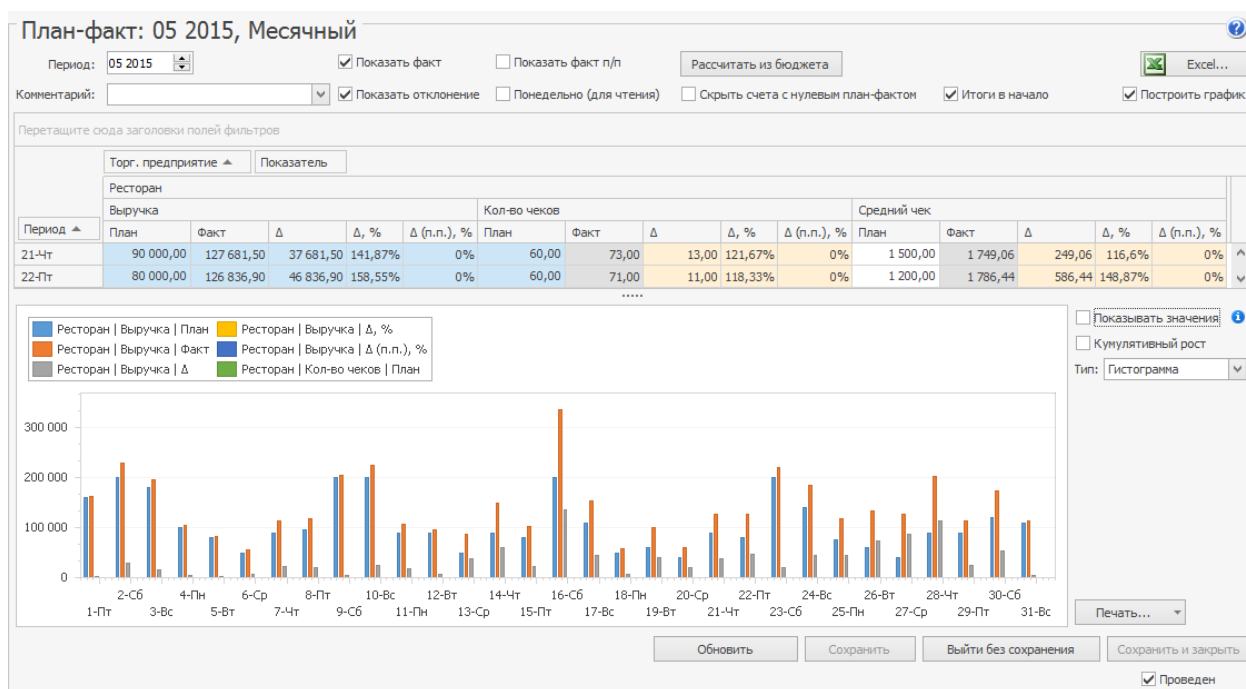 План-факт: 05 2015, Месячный
Период: 05 2015 Показать факт Показать факт п/п Рассчитать из бюджета Excel...
Комментарий: Показать отклонение Понедельно (для чтения) Скрыть счета с нулевым план-фактом Итоги в начало Построить график
Перетащите сюда заголовки полей фильтров
Торг. предприятие Показатель
Ресторан
Выручка Кол-во чеков Средний чек
Период План Факт Δ Δ, % Δ (п.п.), % План Факт Δ Δ, % Δ (п.п.), % План Факт Δ Δ, % Δ (п.п.), %
21-Чт 90 000,00 127 681,50 37 681,50 141,87% 0% 60,00 73,00 13,00 121,67% 0% 1 500,00 1 749,06 249,06 116,6% 0%
22-Пт 80 000,00 126 836,90 46 836,90 158,55% 0% 60,00 71,00 11,00 118,33% 0% 1 200,00 1 786,44 586,44 148,87% 0%
Ресторан | Выручка | План Ресторан | Выручка | Δ, %
Ресторан | Выручка | Факт Ресторан | Выручка | Δ (п.п.), %
Ресторан | Выручка | Δ Ресторан | Кол-во чеков | План
Показывать значения
Кумулятивный рост
Тип: Гистограмма
300 000
200 000
100 000
0
2-Сб 4-Пн 6-Ср 8-Пт 10-Вс 12-Вт 14-Чт 16-Сб 18-Пн 20-Ср 22-Пт 24-Вс 26-Вт 28-Чт 30-Сб
1-Пт 3-Вс 5-Вт 7-Чт 9-Сб 11-Пн 13-Ср 15-Пт 17-Вс 19-Вт 21-Чт 23-Сб 25-Пн 27-Ср 29-Пт 31-Вс
Печать...
Обновить Сохранить Выйти без сохранения Сохранить и закрыть
Проведен